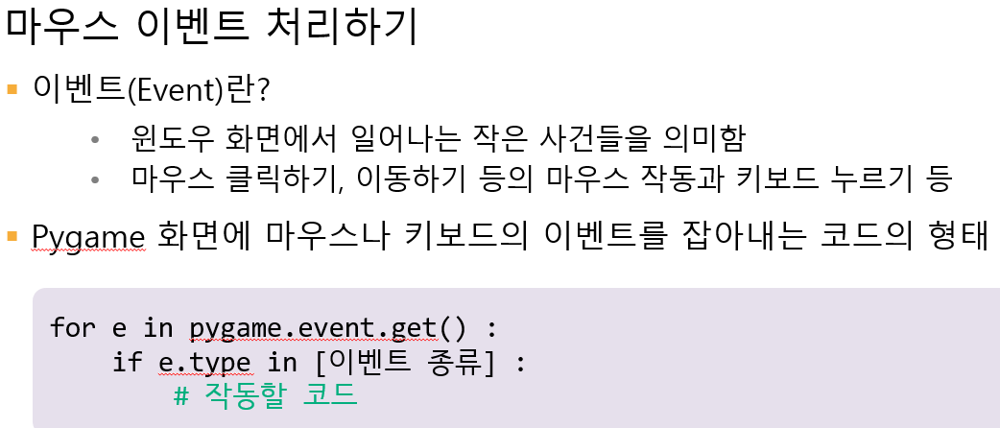 마우스 이벤트 처리하기
이벤트(Event)란?
윈도우 화면에서 일어나는 작은 사건들을 의미함
마우스 클릭하기, 이동하기 등의 마우스 작동과 키보드 누르기 등
Pygame 화면에 마우스나 키보드의 이벤트를 잡아내는 코드의 형태
for e in pygame.event.get() :
    if e.type in [이벤트 종류] :
        # 작동할 코드